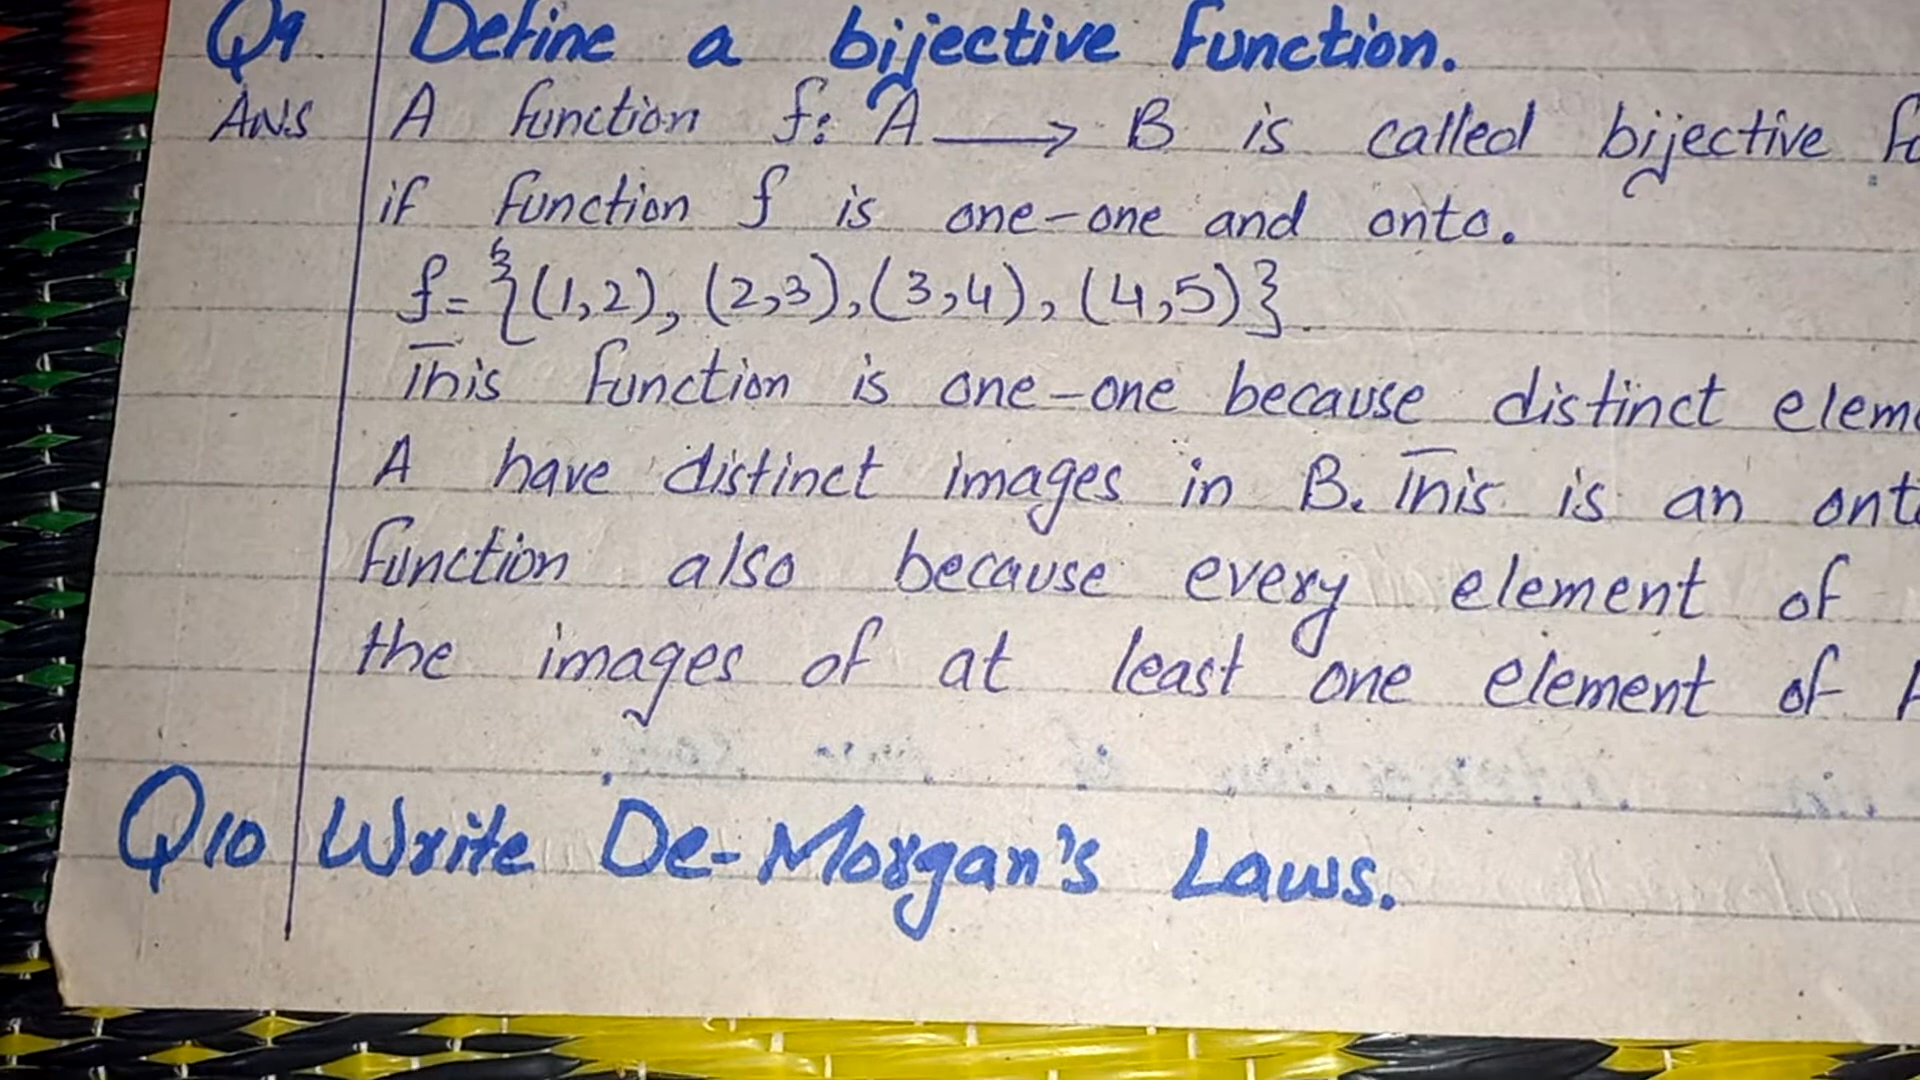 Q9 Define a bijective Function.
Ans A function f: A → B is called bijective
if function f is one-one and onto.
f= {(1,2), (2,3), (3,4), (4,5)}
This function is one-one because distinct
A have distinct images in B. This is an
function also because every element of
the images of at least one element of
Q10 Write De-Morgan's Laws.